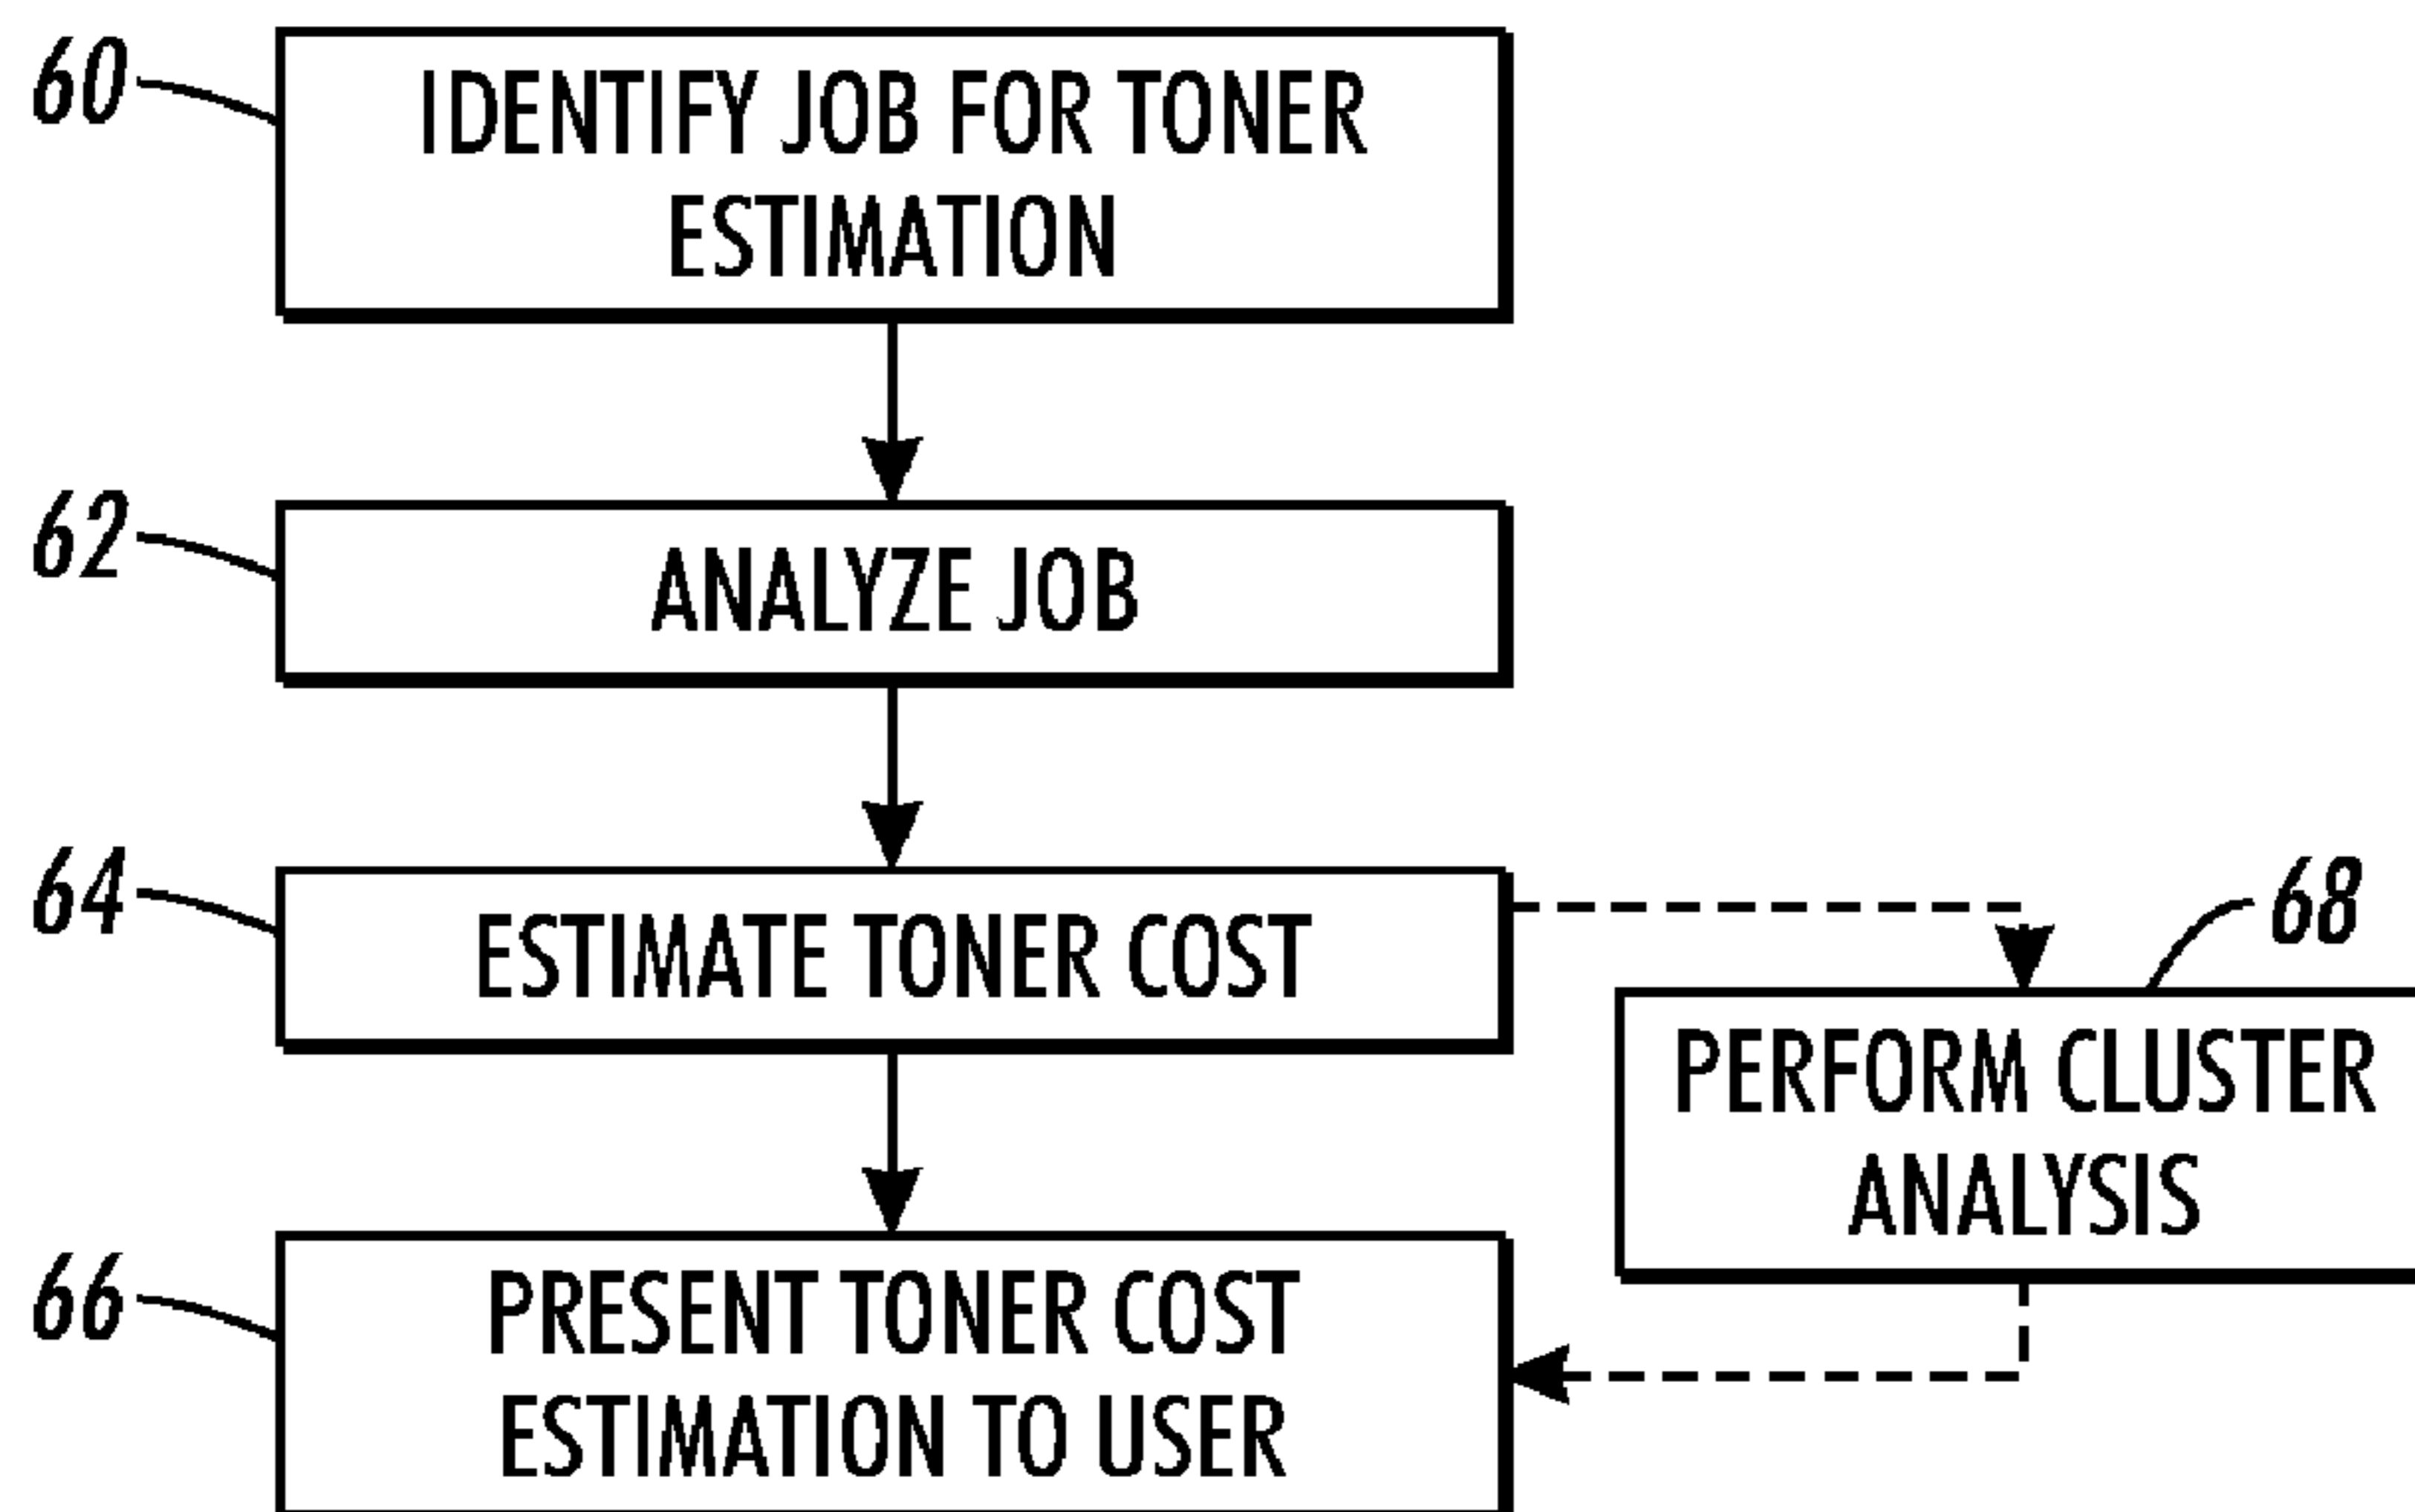 60
IDENTIFY JOB FOR TONER
ESTIMATION
62
ANALYZE JOB
64
ESTIMATE TONER COST
68
PERFORM CLUSTER
ANALYSIS
66
PRESENT TONER COST
ESTIMATION TO USER